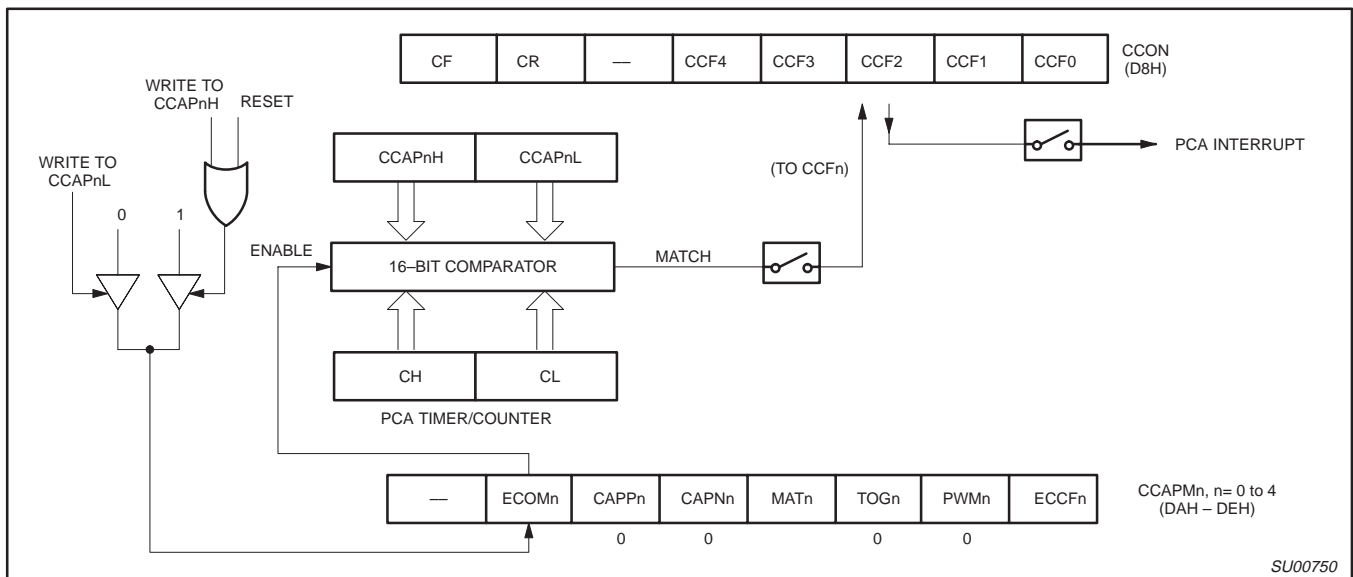 CF CR — CCF4 CCF3 CCF2 CCF1 CCF0
CCON
(D8H)
WRITE TO
CCAPnH
RESET
WRITE TO
CCAPnL
0 1
CCAPnH CCAPnL
(TO CCFn)
PCA INTERRUPT
ENABLE
16–BIT COMPARATOR
MATCH
CH CL
PCA TIMER/COUNTER
— ECOMn CAPPn CAPNn MATn TOGn PWMn ECCFn
CCAPMn, n= 0 to 4
(DAH – DEH)
0 0 0 0
SU00750